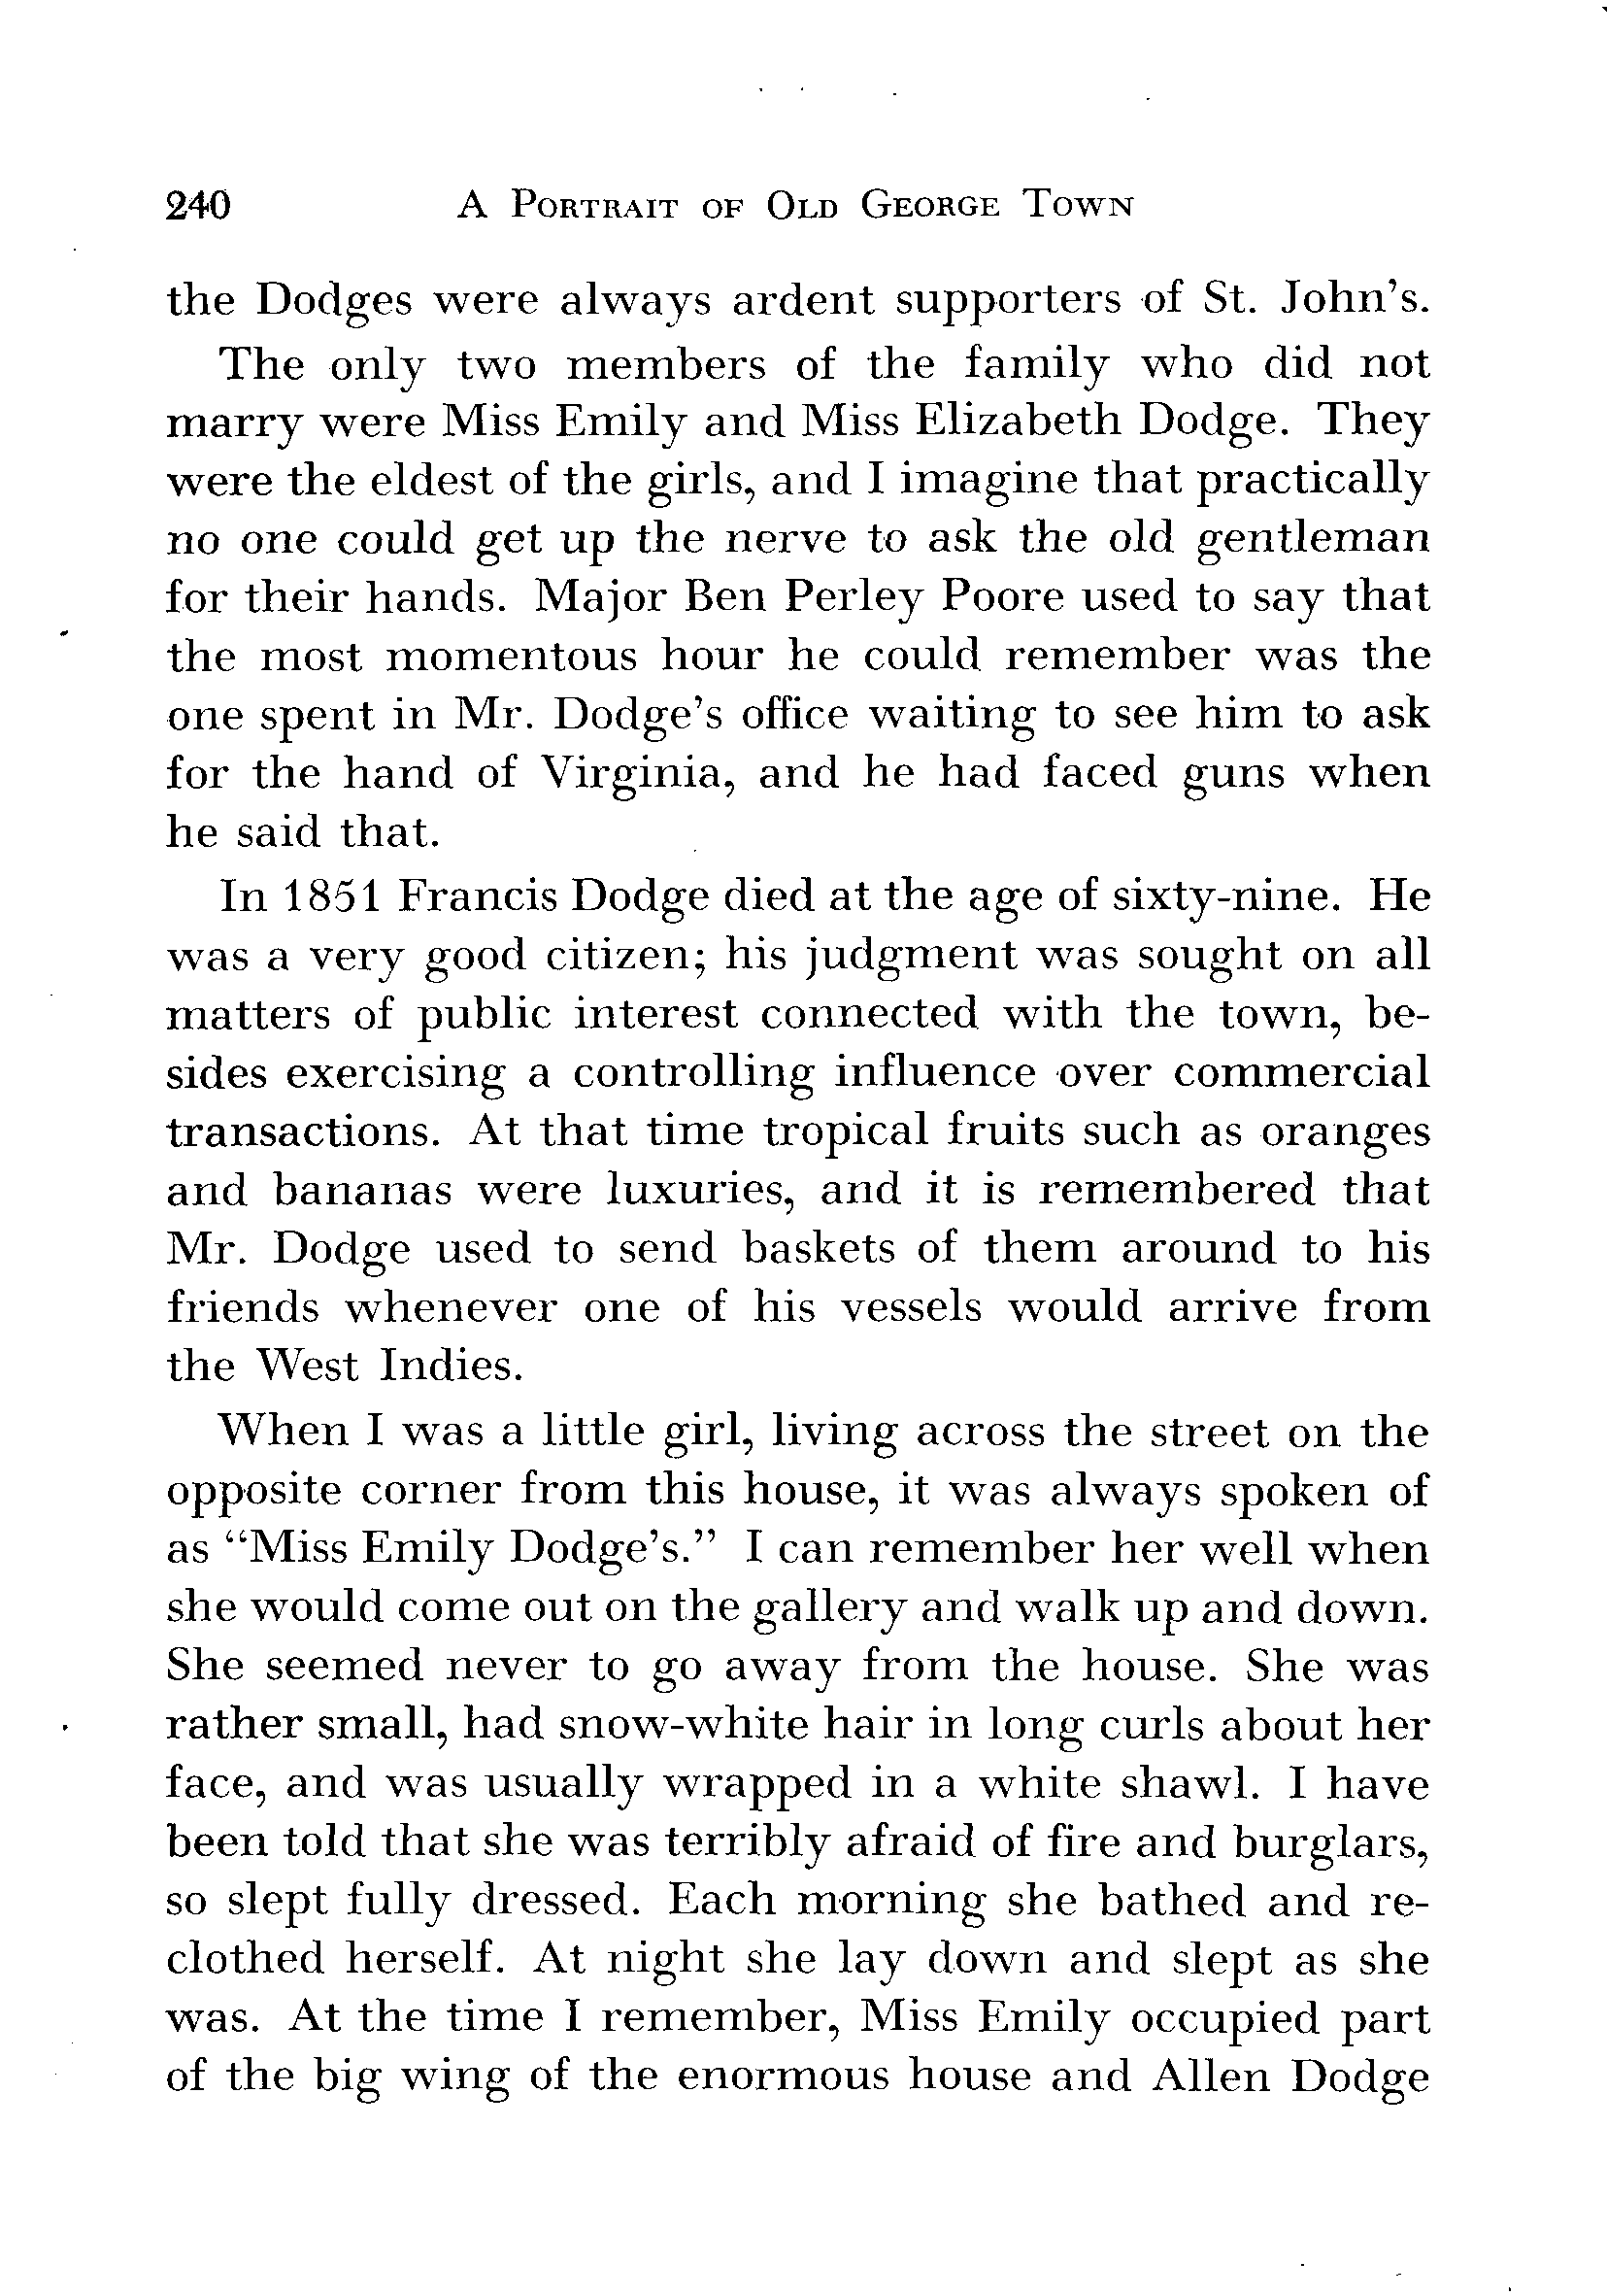 240 A Portrait of Old George Town
the Dodges were always ardent supporters of St. John's.
The only two members of the family who did not
marry were Miss Emily and Miss Elizabeth Dodge. They
were the eldest of the girls, and I imagine that practically
no one could get up the nerve to ask the old gentleman
for their hands. Major Ben Perley Poore used to say that
the most momentous hour he could remember was the
one spent in Mr. Dodge's office waiting to see him to ask
for the hand of Virginia, and he had faced guns when
he said that.
In 1851 Francis Dodge died at the age of sixty-nine. He
was a very good citizen; his judgment was sought on all
matters of public interest connected with the town, be-
sides exercising a controlling influence over commercial
transactions. At that time tropical fruits such as oranges
and bananas were luxuries, and it is remembered that
Mr. Dodge used to send baskets of them around to his
friends whenever one of his vessels would arrive from
the West Indies.
When I was a little girl, living across the street on the
opposite corner from this house, it was always spoken of
as "Miss Emily Dodge's." I can remember her well when
she would come out on the gallery and walk up and down.
She seemed never to go away from the house. She was
rather small, had snow-white hair in long curls about her
face, and was usually wrapped in a white shawl. I have
been told that she was terribly afraid of fire and burglars,
so slept fully dressed. Each morning she bathed and re-
clothed herself. At night she lay down and slept as she
was. At the time I remember, Miss Emily occupied part
of the big wing of the enormous house and Allen Dodge